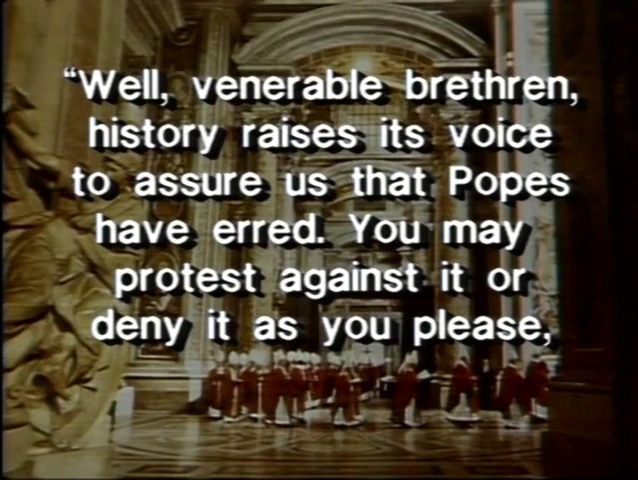 “Well, venerable brethren,
history raises its voice
to assure us that Popes
have erred. You may
protest against it or
deny it as you please,